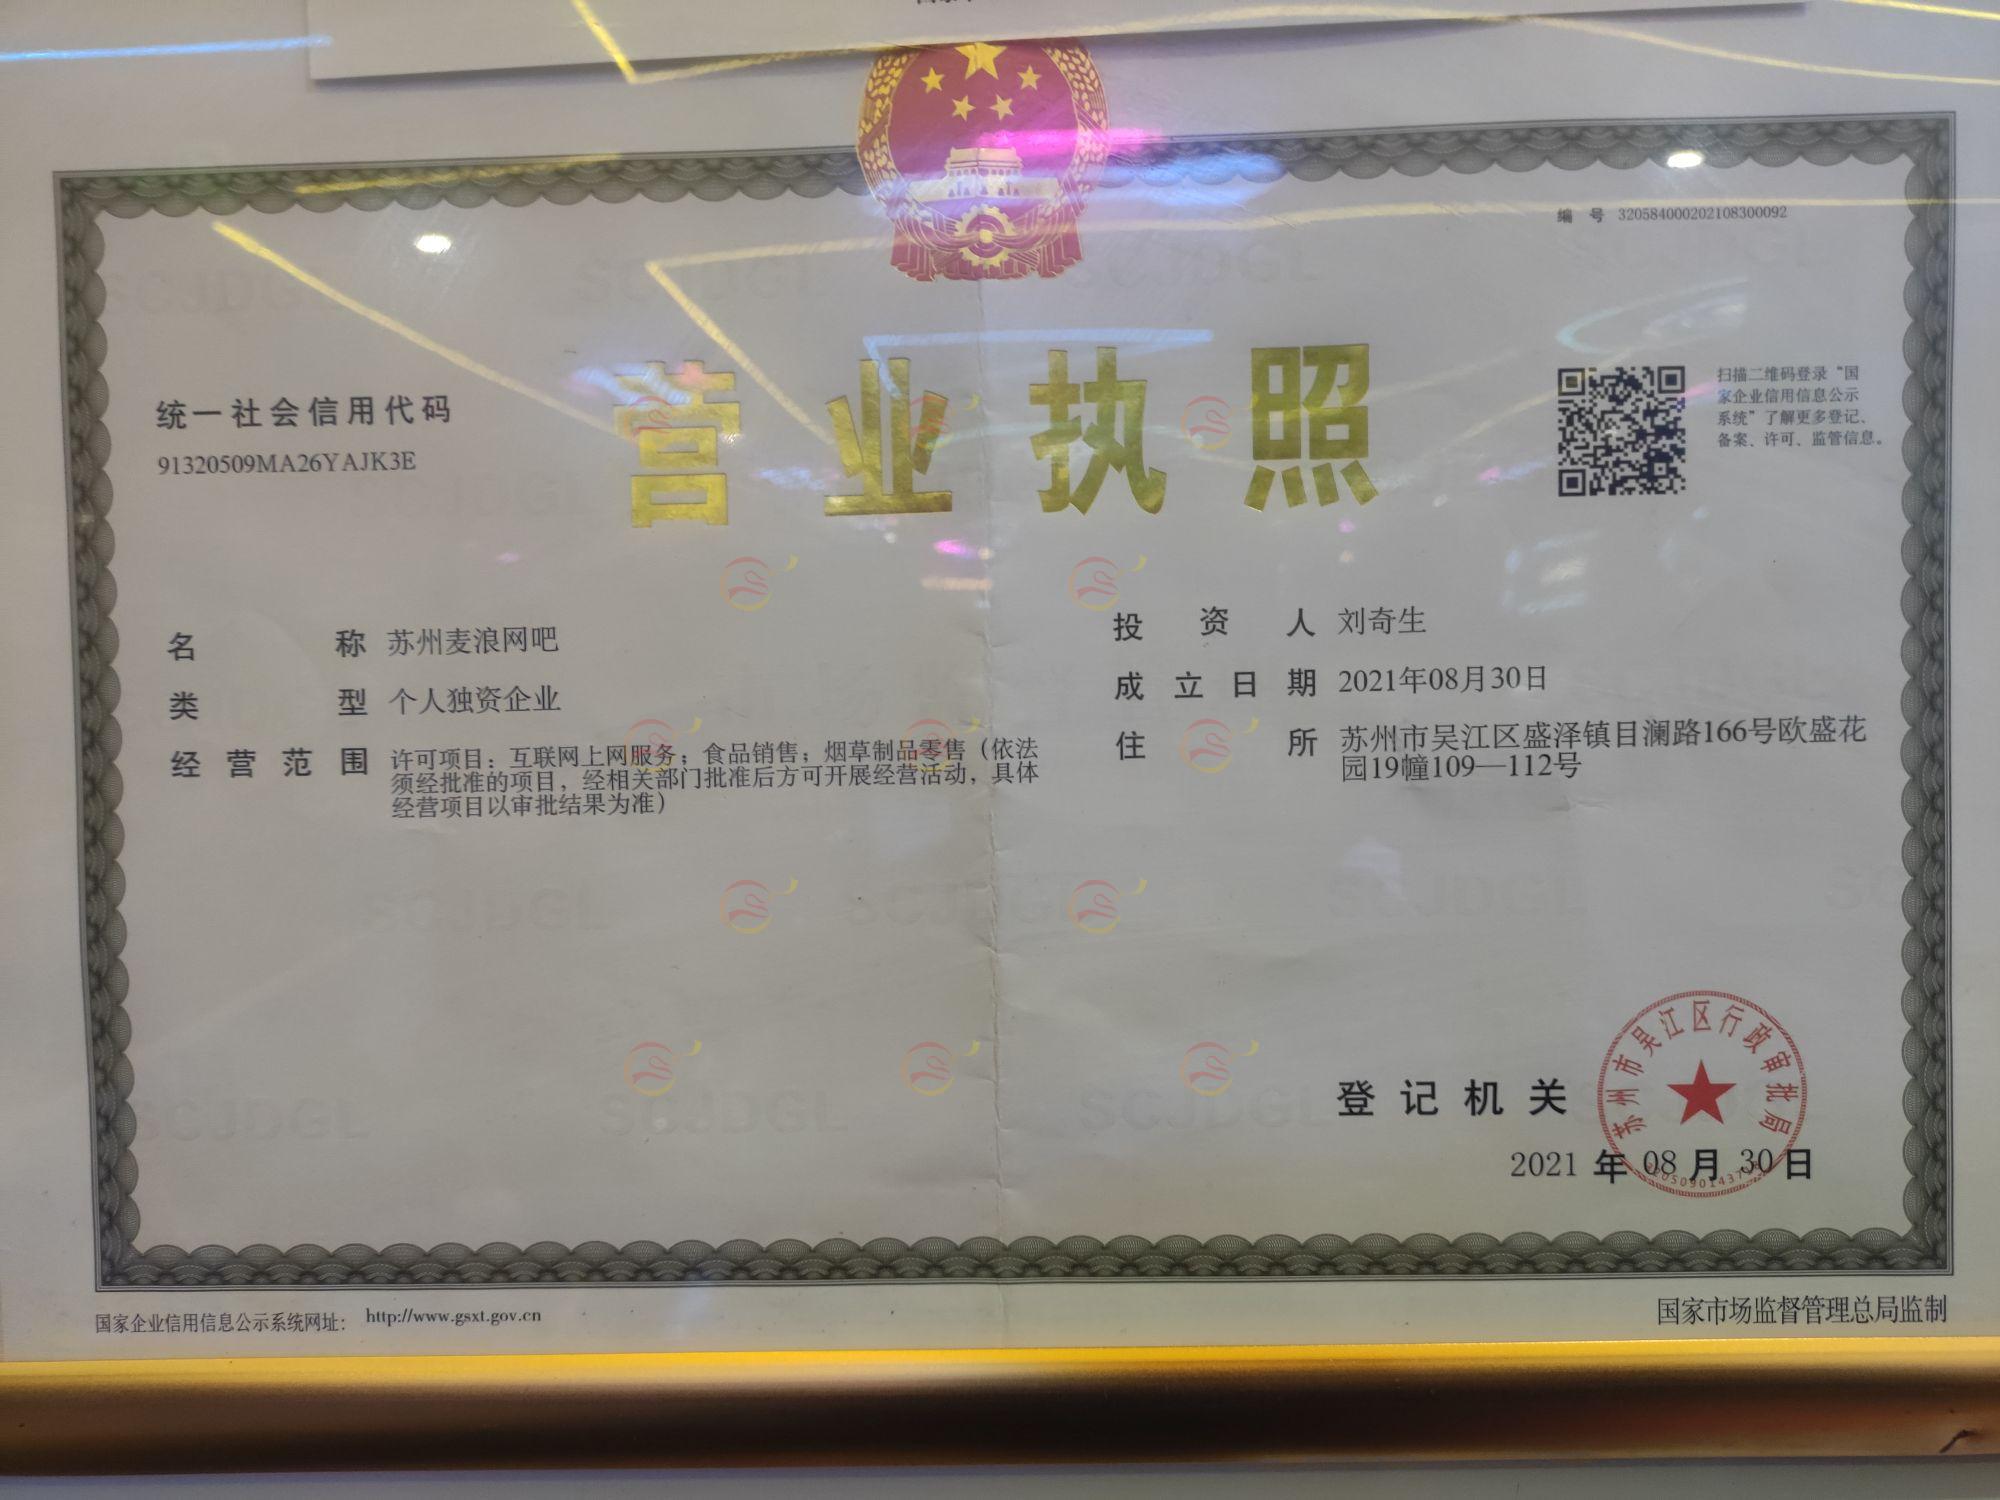 编 号 320584000202108300092
营业执照
统一社会信用代码
91320509MA26YAJK3E
扫描二维码登录“国
家企业信用信息公示
系统”了解更多登记、
备案、许可、监管信息。
名 称 苏州麦浪网吧
类 型 个人独资企业
经营范围 许可项目：互联网上网服务；食品销售；烟草制品零售（依法
须经批准的项目，经相关部门批准后方可开展经营活动，具体
经营项目以审批结果为准）
投资人 刘奇生
成立日期 2021年08月30日
住 所 苏州市吴江区盛泽镇目澜路166号欧盛花
园19幢109—112号
登记机关
苏州市吴江区行政审批局
2021 年 08 月 30 日
国家企业信用信息公示系统网址： http://www.gsxt.gov.cn
国家市场监督管理总局监制
SCJDGL